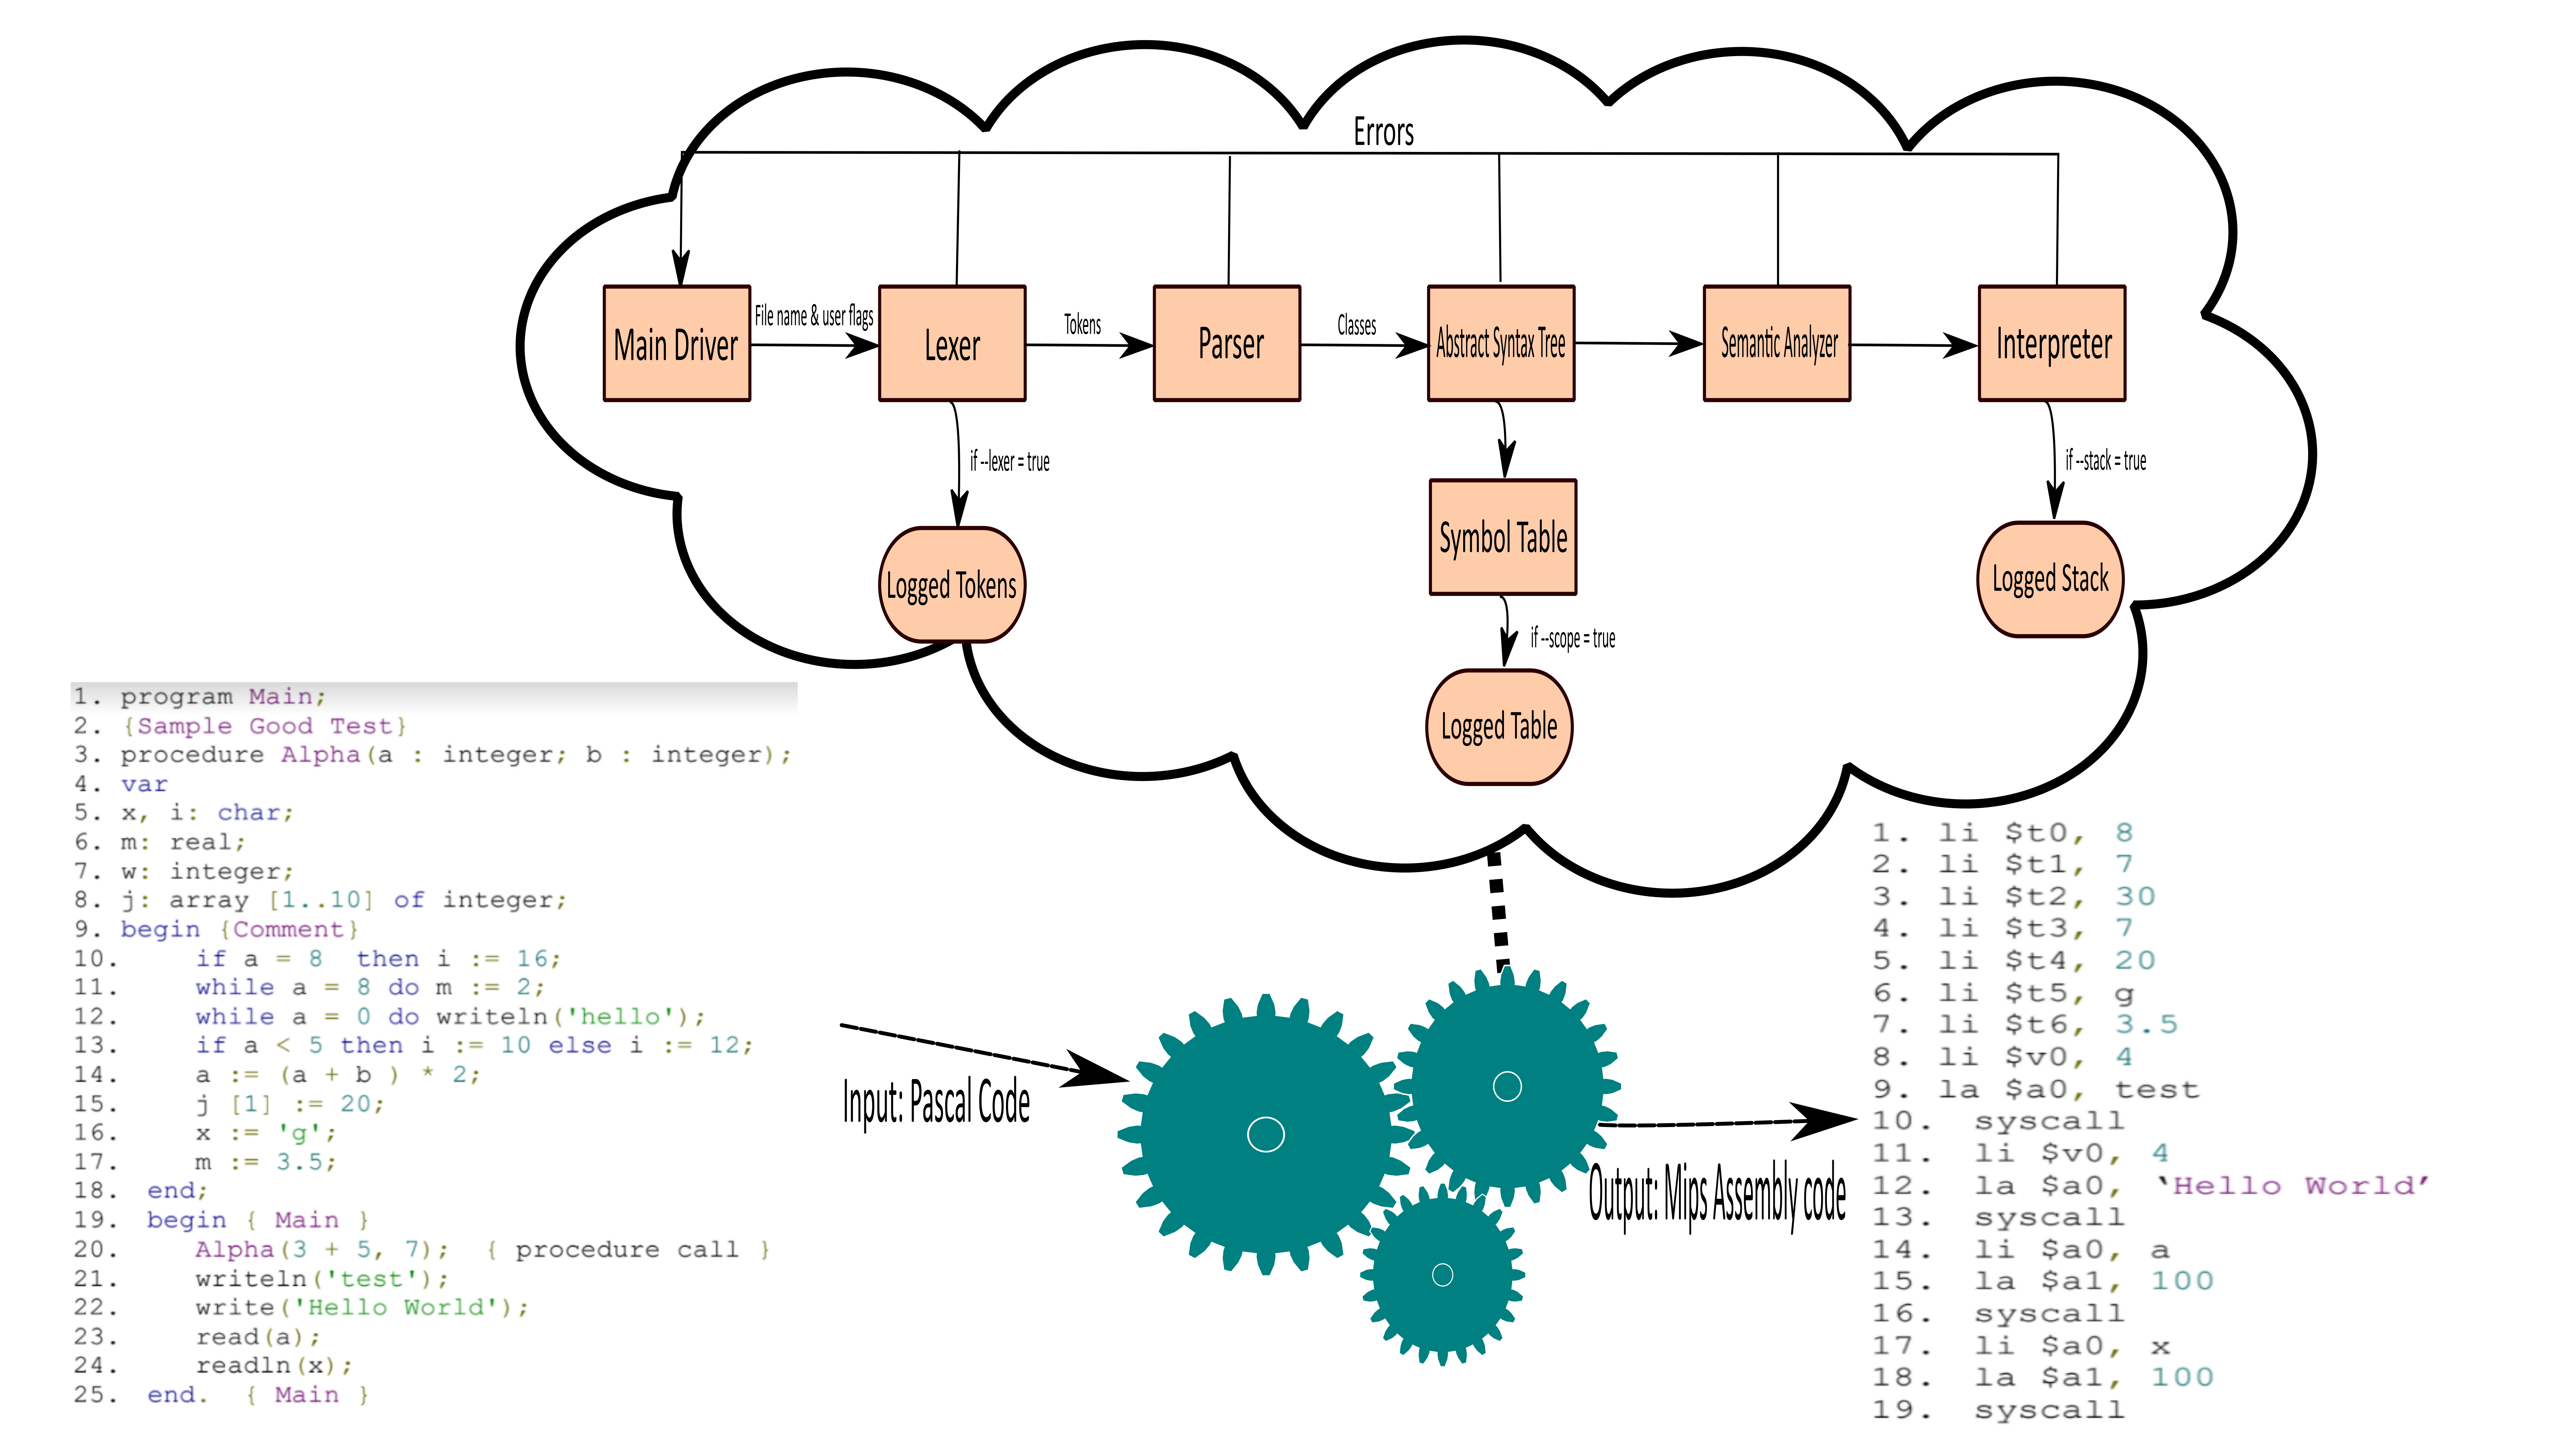 Errors
Main Driver
File name & user flags
Lexer
Tokens
Parser
Classes
Abstract Syntax Tree
Semantic Analyzer
Interpreter
if --lexer = true
if --stack = true
Logged Tokens
Symbol Table
Logged Stack
if --scope = true
Logged Table
1. program Main;
2. {Sample Good Test}
3. procedure Alpha(a : integer; b : integer);
4. var
5. x, i: char;
6. m: real;
7. w: integer;
8. j: array [1..10] of integer;
9. begin {Comment}
10. if a = 8  then i := 16;
11. while a = 8 do m := 2;
12. while a = 0 do writeln('hello');
13. if a < 5 then i := 10 else i := 12;
14. a := (a + b ) * 2;
15. j [1] := 20;
16. x := 'g';
17. m := 3.5;
18. end;
19. begin { Main }
20. Alpha(3 + 5, 7);  { procedure call }
21. writeln('test');
22. write('Hello World');
23. read(a);
24. readln(x);
25. end.  { Main }
Input: Pascal Code
Output: Mips Assembly code
1. li $t0, 8
2. li $t1, 7
3. li $t2, 30
4. li $t3, 7
5. li $t4, 20
6. li $t5, g
7. li $t6, 3.5
8. li $v0, 4
9. la $a0, test
10. syscall
11. li $v0, 4
12. la $a0, ‛Hello World’
13. syscall
14. li $a0, a
15. la $a1, 100
16. syscall
17. li $a0, x
18. la $a1, 100
19. syscall